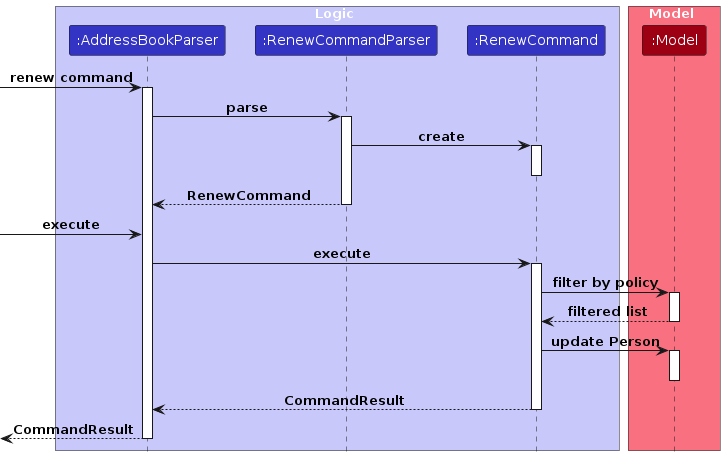 Logic
Model
:AddressBookParser
:RenewCommandParser
:RenewCommand
:Model
renew command
parse
create
RenewCommand
execute
execute
filter by policy
filtered list
update Person
CommandResult
CommandResult